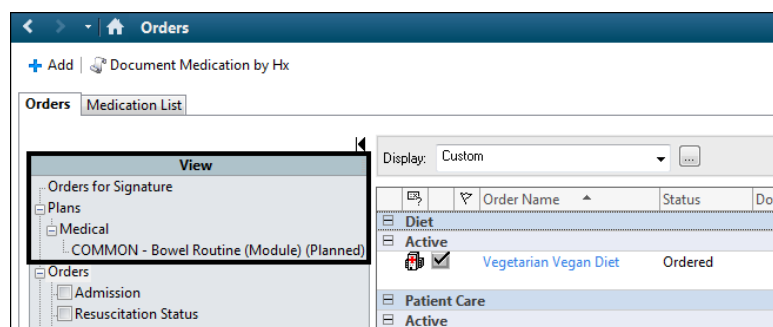 Orders
Add Document Medication by Hx
Orders Medication List
View
Orders for Signature
Plans
Medical
COMMON - Bowel Routine (Module) (Planned)
Orders
Admission
Resuscitation Status
Display: Custom ...
Order Name Status Do
Diet
Active
Vegetarian Vegan Diet Ordered
Patient Care
Active